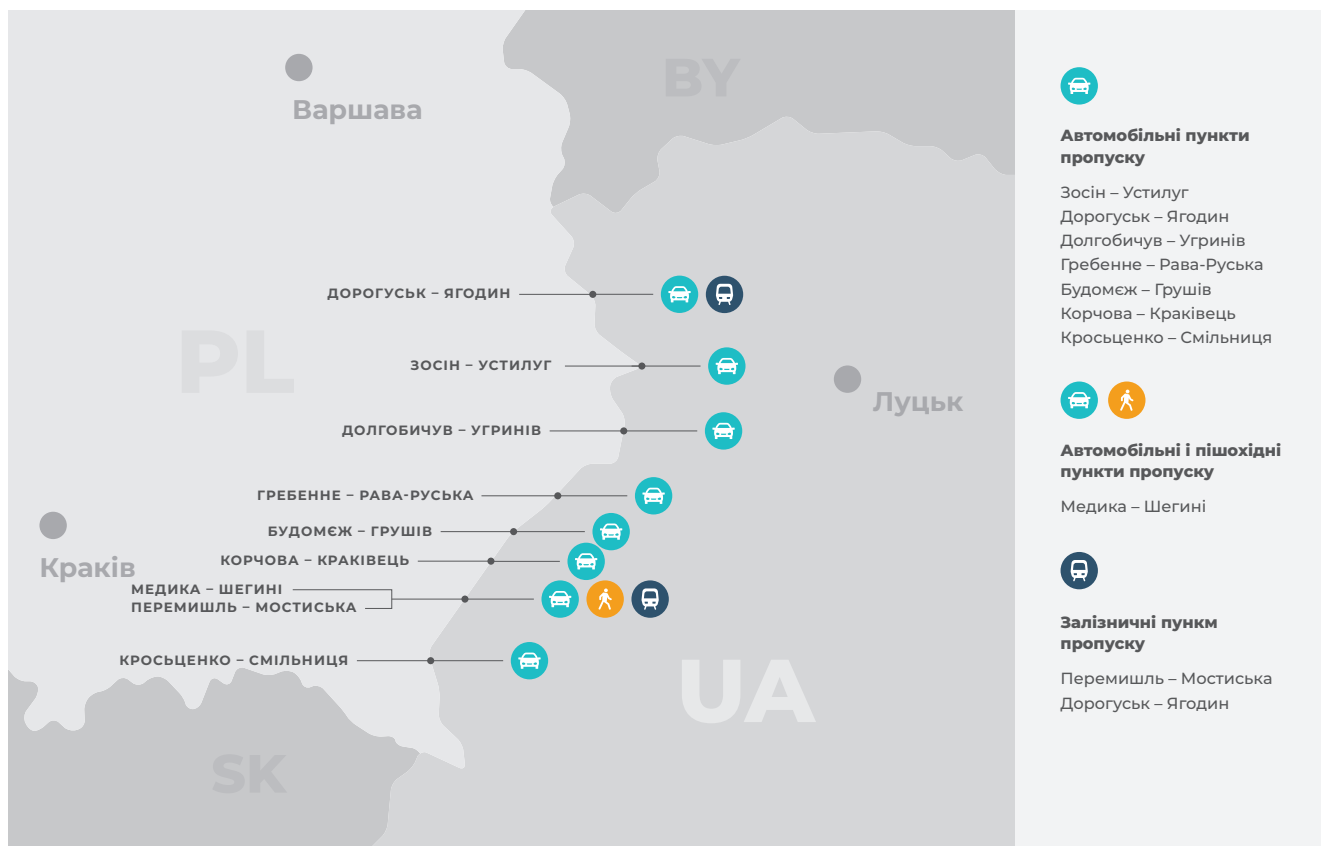 Варшава
BY
ДОРОГУСЬК – ЯГОДИН
PL
ЗОСІН – УСТИЛУГ
Луцьк
ДОЛГОБИЧУВ – УГРИНІВ
ГРЕБЕННЕ – РАВА-РУСЬКА
БУДОМЄЖ – ГРУШІВ
Краків
КОРЧОВА – КРАКІВЕЦЬ
МЕДИКА – ШЕГИНІ
ПЕРЕМИШЛЬ – МОСТИСЬКА
КРОСЬЦЕНКО – СМІЛЬНИЦЯ
UA
SK
Автомобільні пункти
пропуску
Зосін – Устилуг
Дорогуськ – Ягодин
Долгобичув – Угринів
Гребенне – Рава-Руська
Будомєж – Грушів
Корчова – Краківець
Кросьценко – Смільниця
Автомобільні і пішохідні
пункти пропуску
Медика – Шегині
Залізничні пункм
пропуску
Перемишль – Мостиська
Дорогуськ – Ягодин